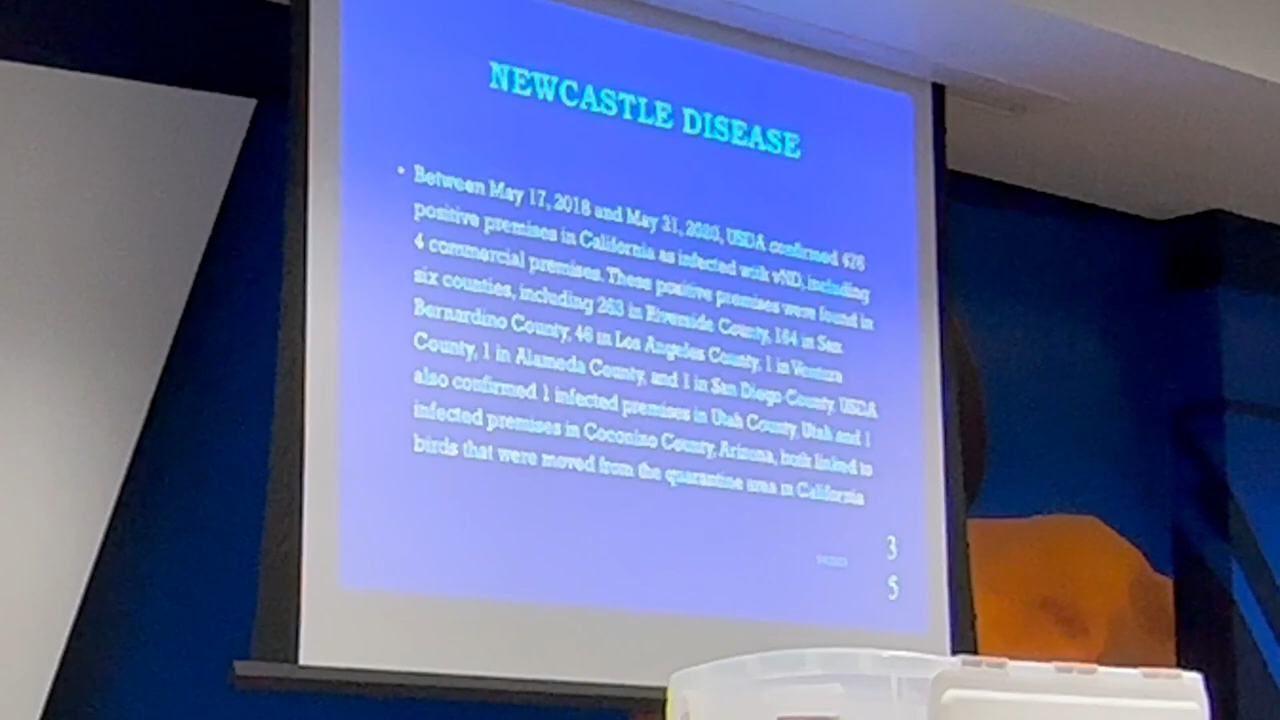 NEWCASTLE DISEASE
• Between May 17, 2018 and May 31, 2020, USDA confirmed 476
positive premises in California as infected with vND, including
4 commercial premises. These positive premises were found in
six counties, including 263 in Riverside County, 164 in San
Bernardino County, 46 in Los Angeles County, 1 in Ventura
County, 1 in Alameda County, and 1 in San Diego County. USDA
also confirmed 1 infected premises in Utah County, Utah and 1
infected premises in Coconino County, Arizona, both linked to
birds that were moved from the quarantine area in California
3
5